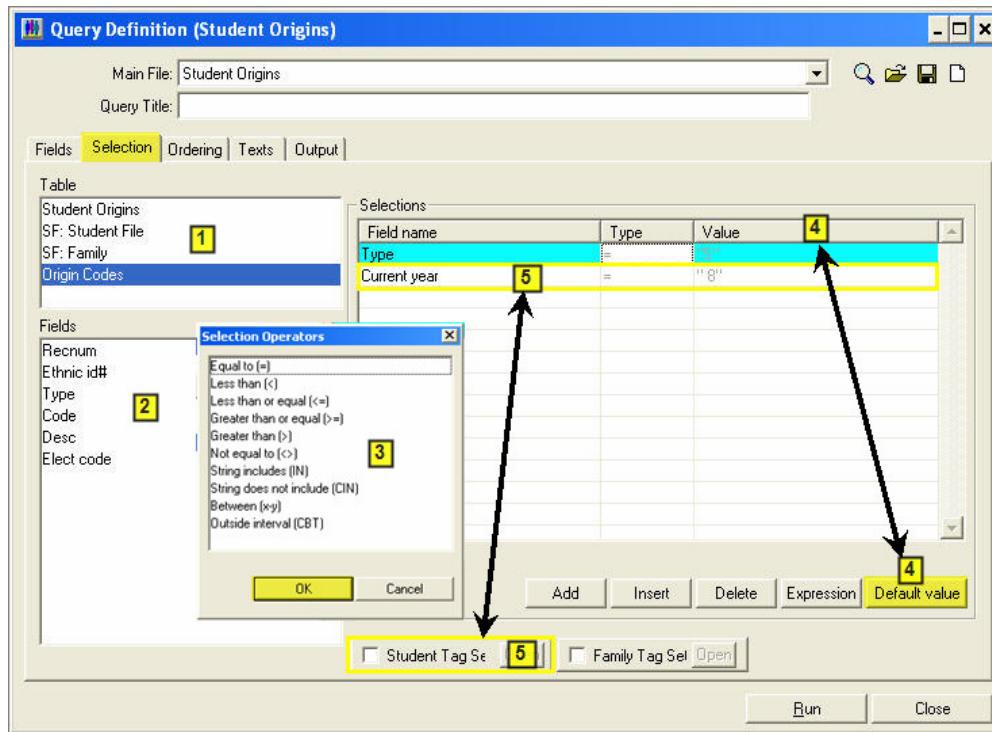 Query Definition (Student Origins)
Main File: Student Origins
Query Title:
Fields Selection Ordering Texts Output
Table
Student Origins
SF: Student File
SF: Family
Origin Codes
1
Selections
Field name Type Value 4
Type =
Current year 5 = "8"
Fields
Recnum
Ethnic id#
Type
Code
Desc
Elect code
2
Selection Operators
Equal to (=)
Less than (<)
Less than or equal (<=)
Greater than or equal (>=)
Greater than (>)
Not equal to (<>)
String includes (IN)
String does not include (CIN)
Between (x-y)
Outside interval (CBT)
3
OK Cancel
4
Add Insert Delete Expression Default value
Student Tag Se 5 Family Tag Sel Open
Run Close